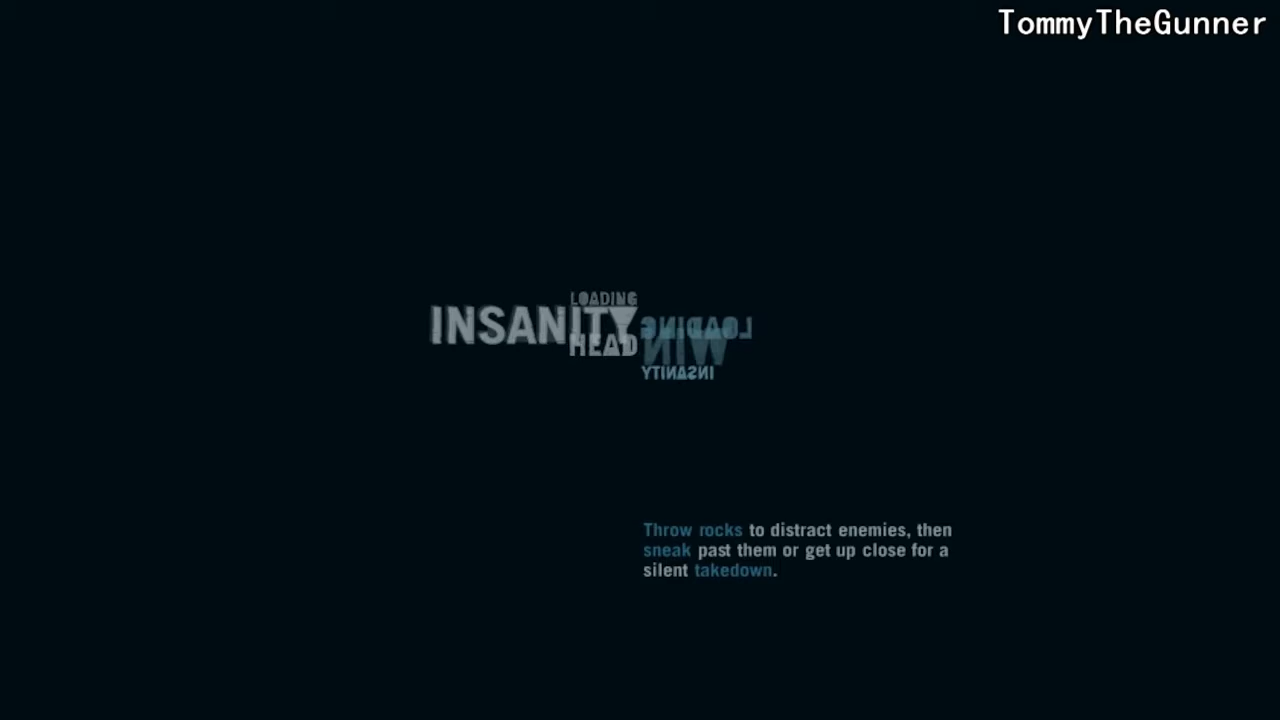 TommyTheGunner
LOADING
INSANITY
HEAD
LOADING
WIN
INSANITY
Throw rocks to distract enemies, then
sneak past them or get up close for a
silent takedown.